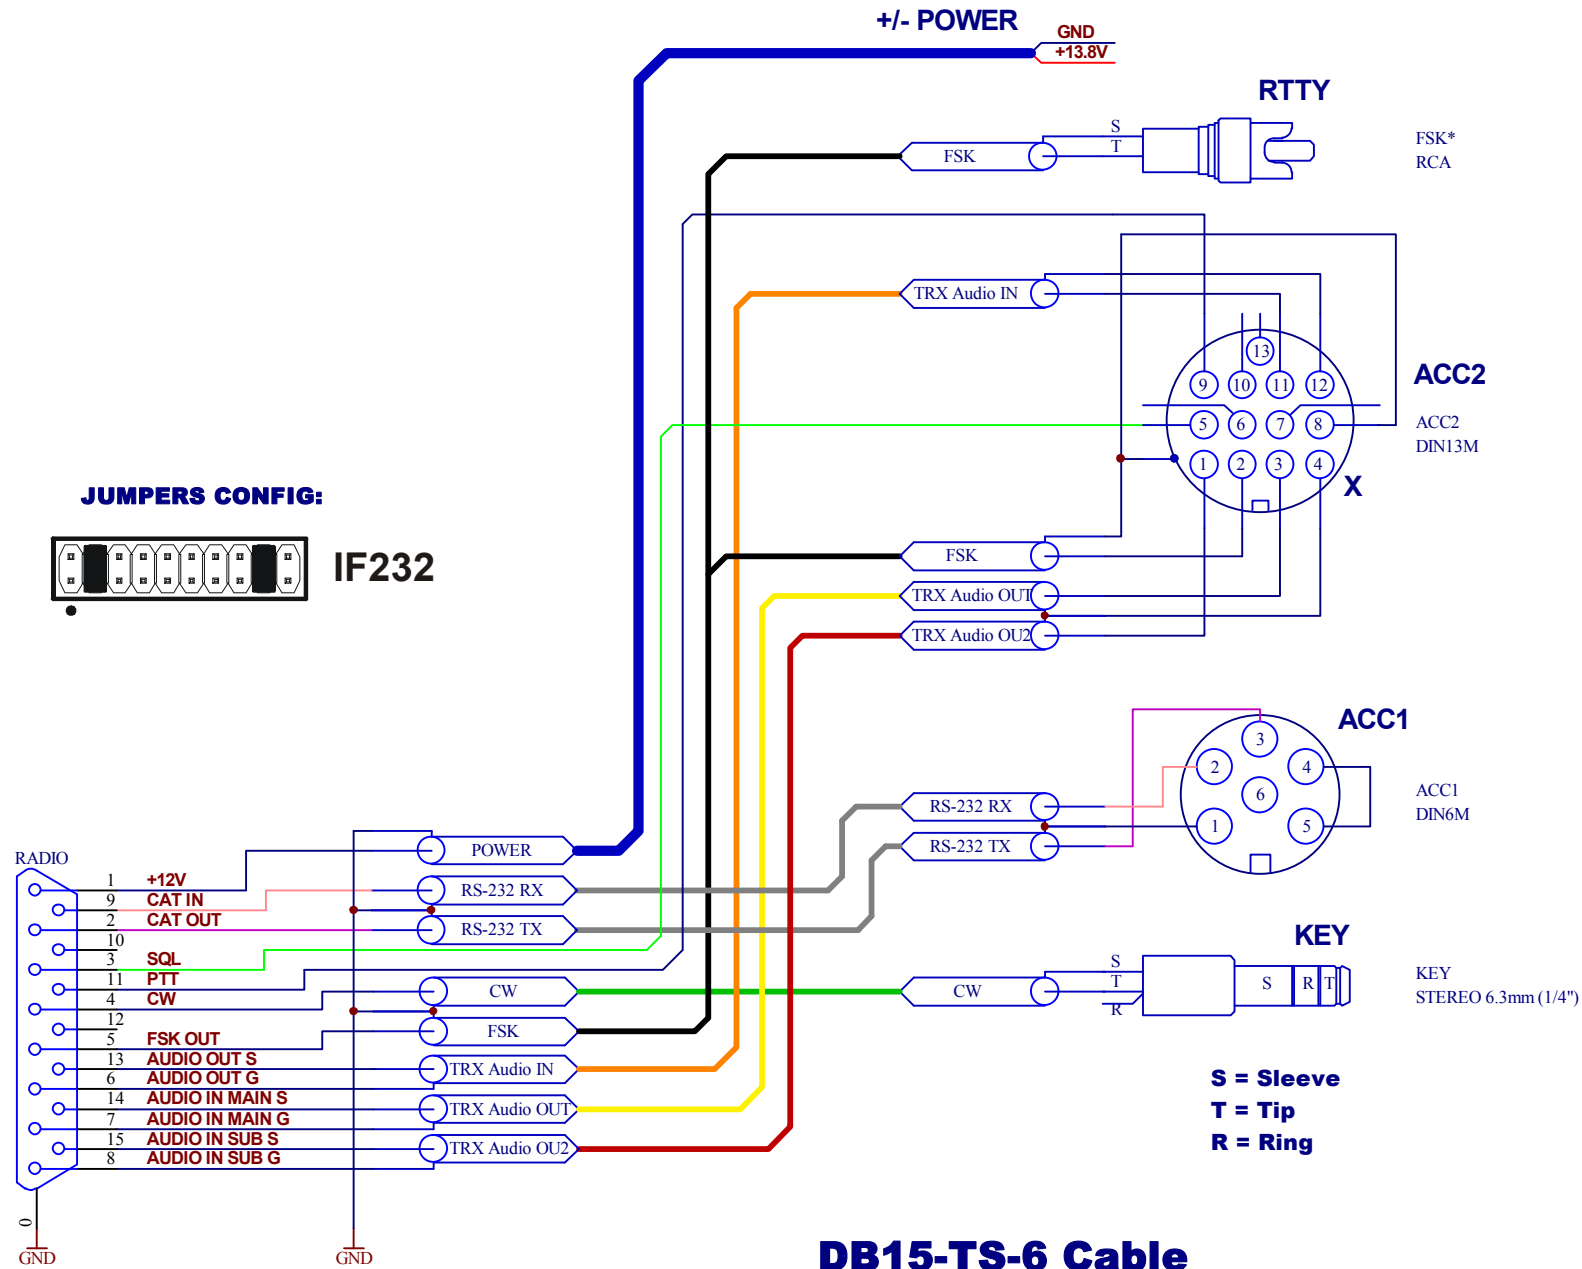 +/- POWER
GND
+13.8V
RTTY
S
T
FSK
FSK*
RCA
TRX Audio IN
13
9 10 11 12
5 6 7 8
1 2 3 4
X
ACC2
ACC2
DIN13M
JUMPERS CONFIG:
IF232
FSK
TRX Audio OUT
TRX Audio OU2
ACC1
3
2 4
6
1 5
ACC1
DIN6M
RS-232 RX
RS-232 TX
POWER
RS-232 RX
RS-232 TX
CW
FSK
TRX Audio IN
TRX Audio OUT
TRX Audio OU2
RADIO
1 +12V
9 CAT IN
2 CAT OUT
10
3 SQL
11 PTT
4 CW
12
5 FSK OUT
13 AUDIO OUT S
6 AUDIO OUT G
14 AUDIO IN MAIN S
7 AUDIO IN MAIN G
15 AUDIO IN SUB S
8 AUDIO IN SUB G
0
GND
GND
KEY
CW
S
T
R
S R T
KEY
STEREO 6.3mm (1/4")
S = Sleeve
T = Tip
R = Ring
DB15-TS-6 Cable